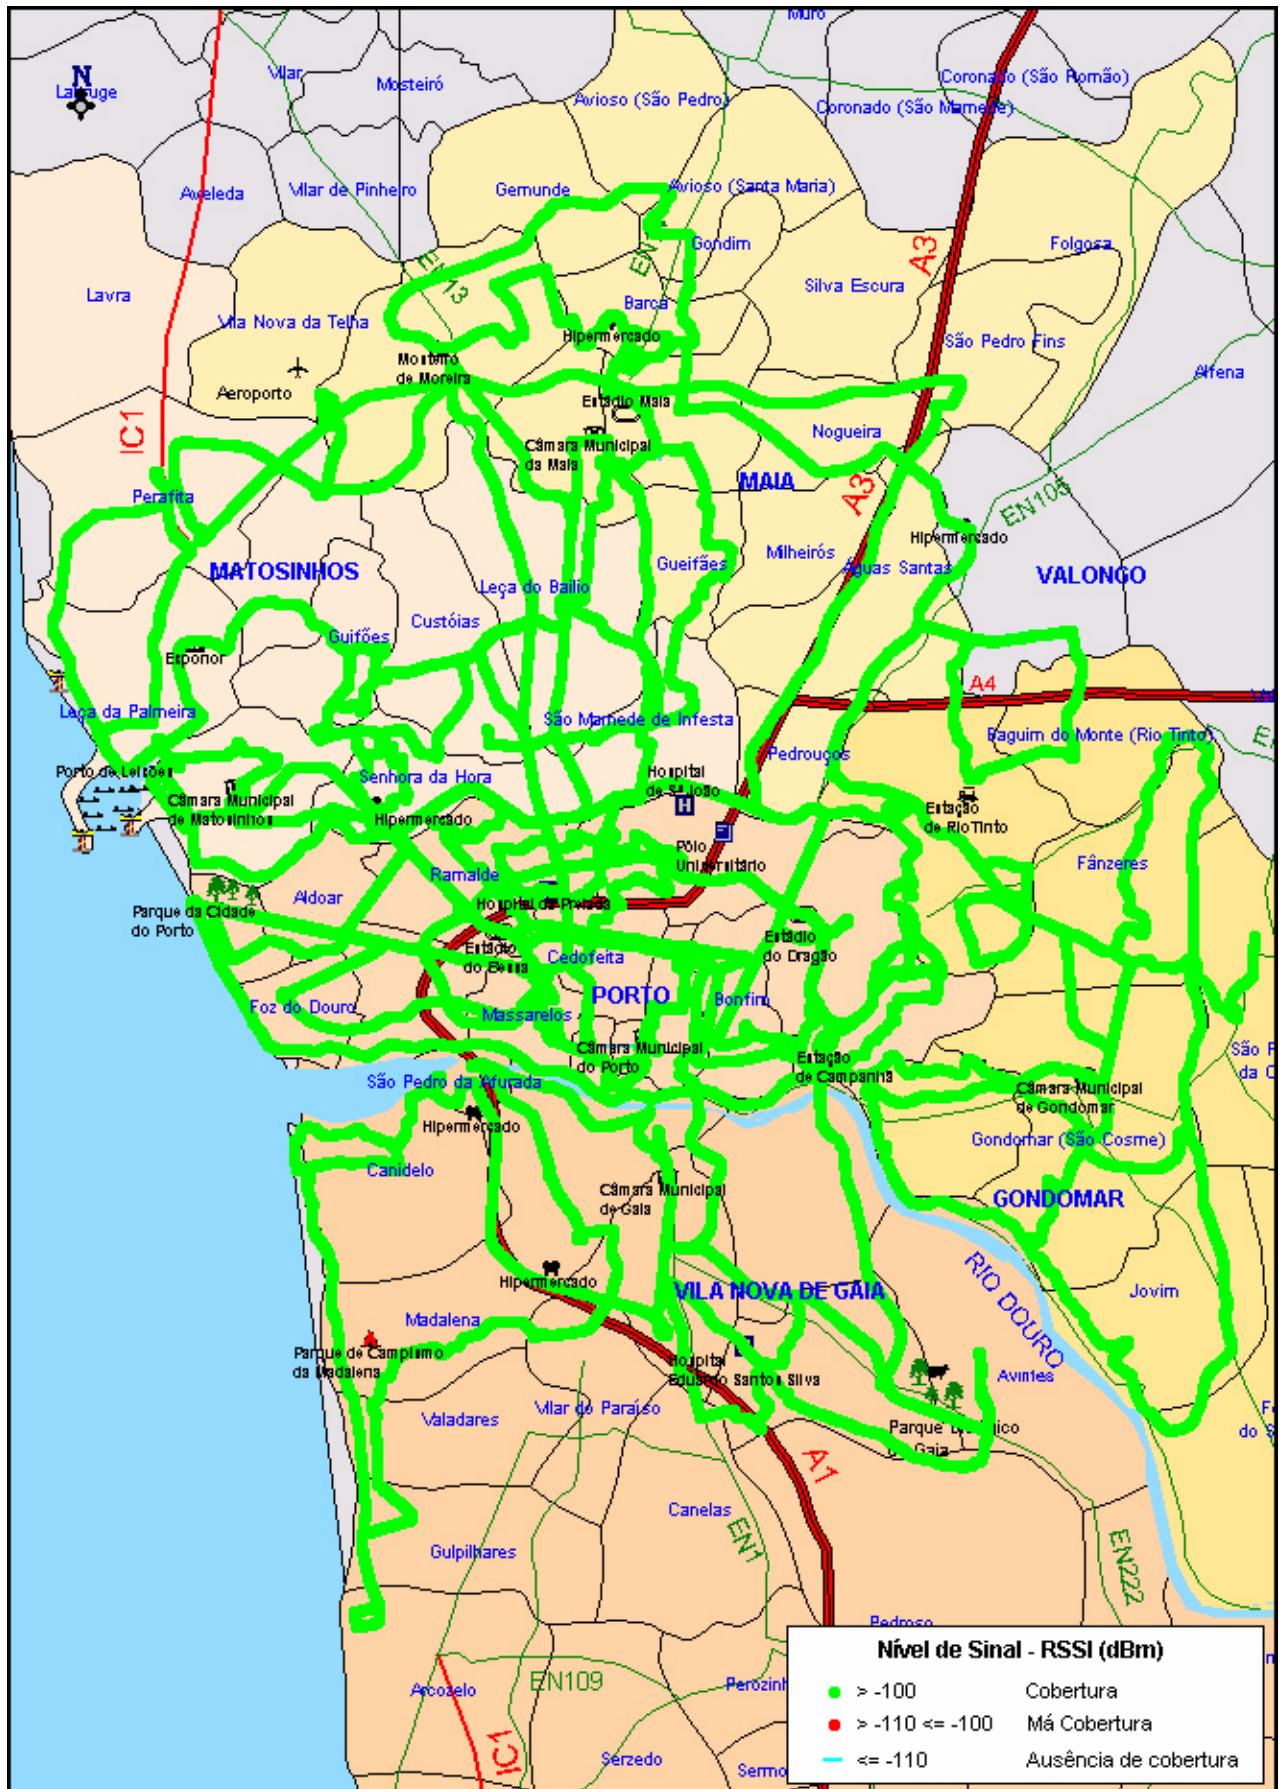 Muro
N
Vilar
Mosteiró
Coronado (São Romão)
Avioso (São Pedro)
Coronado (São Mamede)
Aveleda
Vilar de Pinheiro
Gemunde
Avioso (Santa Maria)
Gondim
Folgosa
A3
EN13
Silva Escura
Lavra
Barca
Vila Nova da Telha
Hipermercado
São Pedro Fins
Mosteiro
de Moreira
Alfena
Aeroporto
Estádio Maia
IC1
Nogueira
Câmara Municipal
da Maia
MAIA
A3
Perafita
EN105
Hipermercado
Milheirós
Gueifães
Águas Santas
MATOSINHOS
VALONGO
Leça do Balio
Custóias
Guifões
Exponor
A4
Leça da Palmeira
São Mamede de Infesta
Baguim do Monte (Rio Tinto)
Pedrouços
Porto de Leixões
Senhora da Hora
Hospital
de S. João
H
Câmara Municipal
de Matosinhos
Hipermercado
Estação
de Rio Tinto
Pólo
Universitário
Fânzeres
Ramalde
Aldoar
Hospital da Prelada
Parque da Cidade
do Porto
Estádio
do Bessa
Estádio
do Dragão
Cedofeita
PORTO
Bonfim
Foz do Douro
Massarelos
Câmara Municipal
do Porto
Estação
de Campanhã
São Pedro da Afurada
Câmara Municipal
de Gondomar
Hipermercado
Gondomar (São Cosme)
Canidelo
Câmara Municipal
de Gaia
GONDOMAR
Hipermercado
RIO DOURO
VILA NOVA DE GAIA
Jovim
Madalena
Parque de Campismo
da Madalena
Hospital
Eduardo Santos Silva
Avintes
Valadares
Vilar do Paraíso
Parque Biológico
de Gaia
A1
Canelas
EN1
Gulpilhares
EN222
Pedroso
Arcozelo
EN109
IC1
Serzedo
Nível de Sinal - RSSI (dBm)
> -100 Cobertura
> -110 <= -100 Má Cobertura
<= -110 Ausência de cobertura